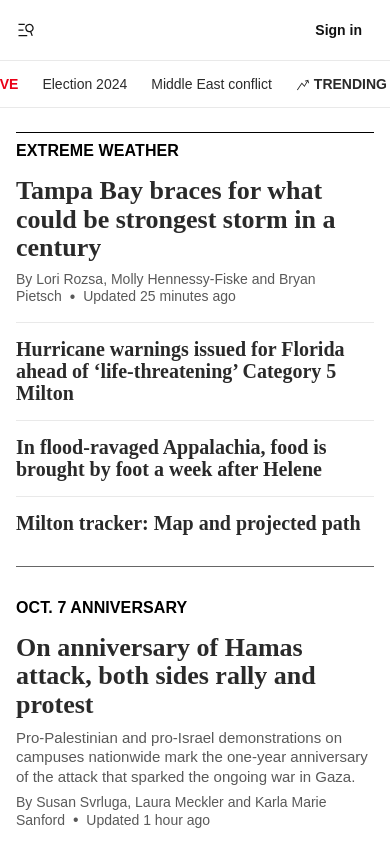 Sign in
VE
Election 2024
Middle East conflict
TRENDING
EXTREME WEATHER
Tampa Bay braces for what
could be strongest storm in a
century
By Lori Rozsa, Molly Hennessy-Fiske and Bryan
Pietsch • Updated 25 minutes ago
Hurricane warnings issued for Florida
ahead of ‘life-threatening’ Category 5
Milton
In flood-ravaged Appalachia, food is
brought by foot a week after Helene
Milton tracker: Map and projected path
OCT. 7 ANNIVERSARY
On anniversary of Hamas
attack, both sides rally and
protest
Pro-Palestinian and pro-Israel demonstrations on
campuses nationwide mark the one-year anniversary
of the attack that sparked the ongoing war in Gaza.
By Susan Svrluga, Laura Meckler and Karla Marie
Sanford • Updated 1 hour ago